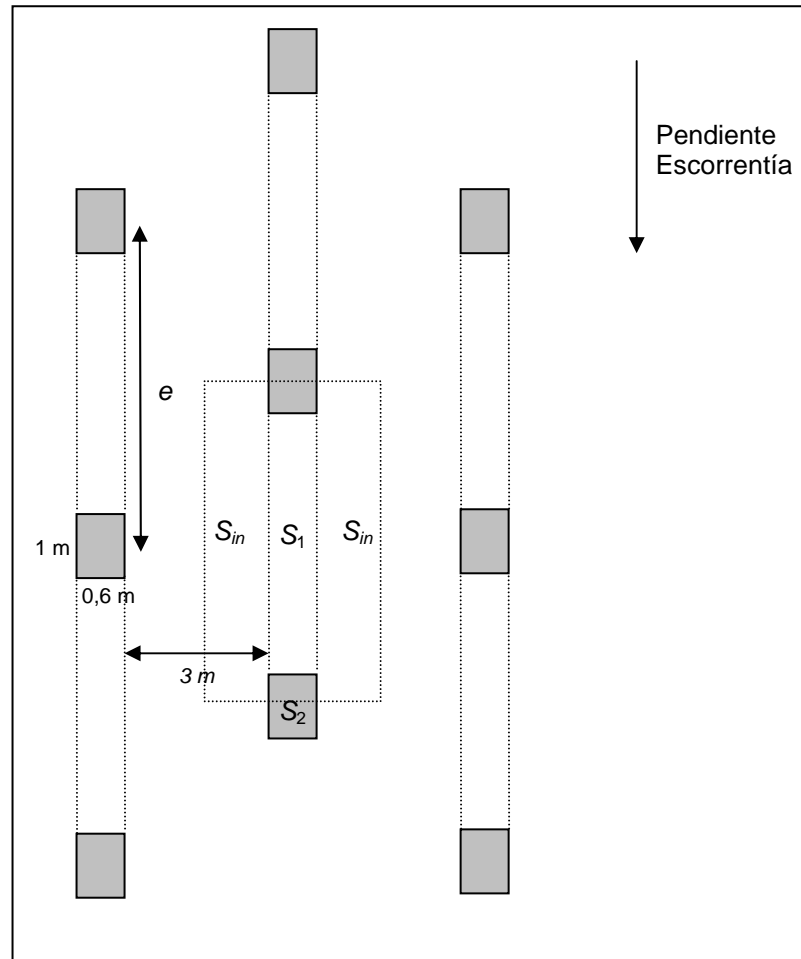 Pendiente
Escorrentía
e
S_in S_1 S_in
1 m
0,6 m
3 m
S_2